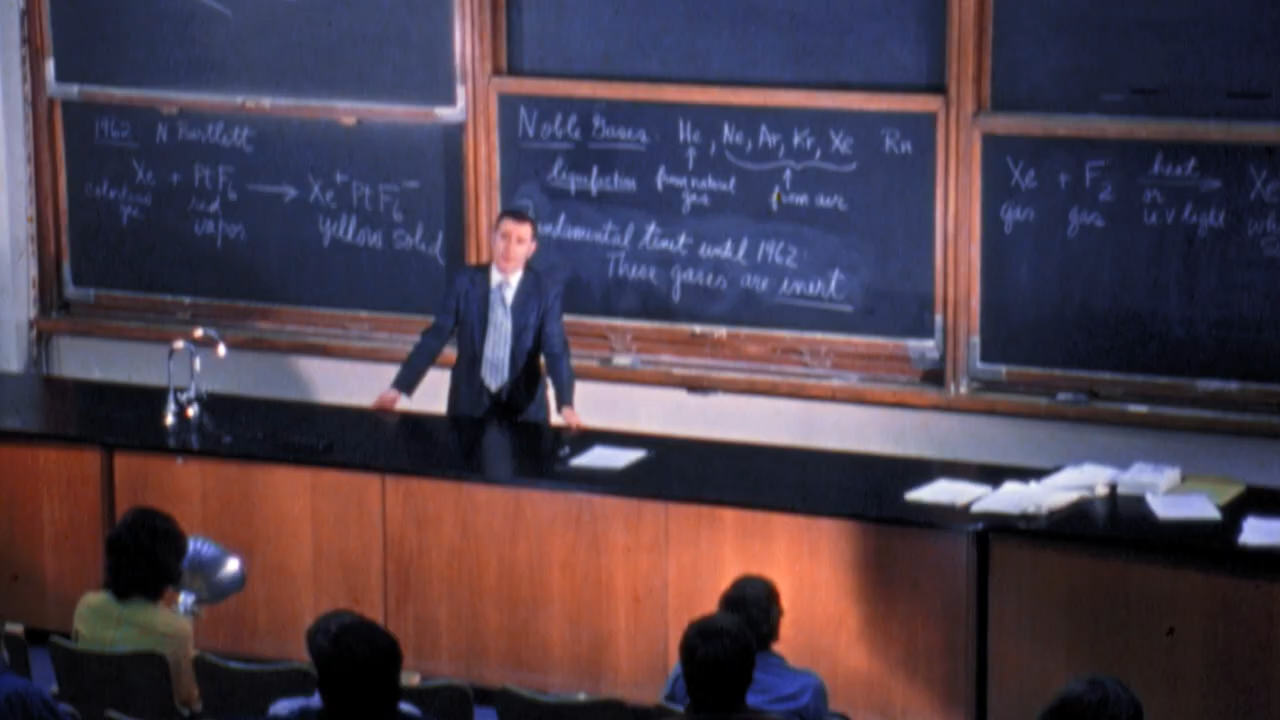 1962 N Bartlett
Xe + PtF6 → Xe+ PtF6−
colorless red yellow solid
gas vapor
Noble Gases: He, Ne, Ar, Kr, Xe Rn
liquefaction from natural from air
gas
Fundamental tenet until 1962:
These gases are inert
Xe + F2 heat → Xe
gas gas or
uv light